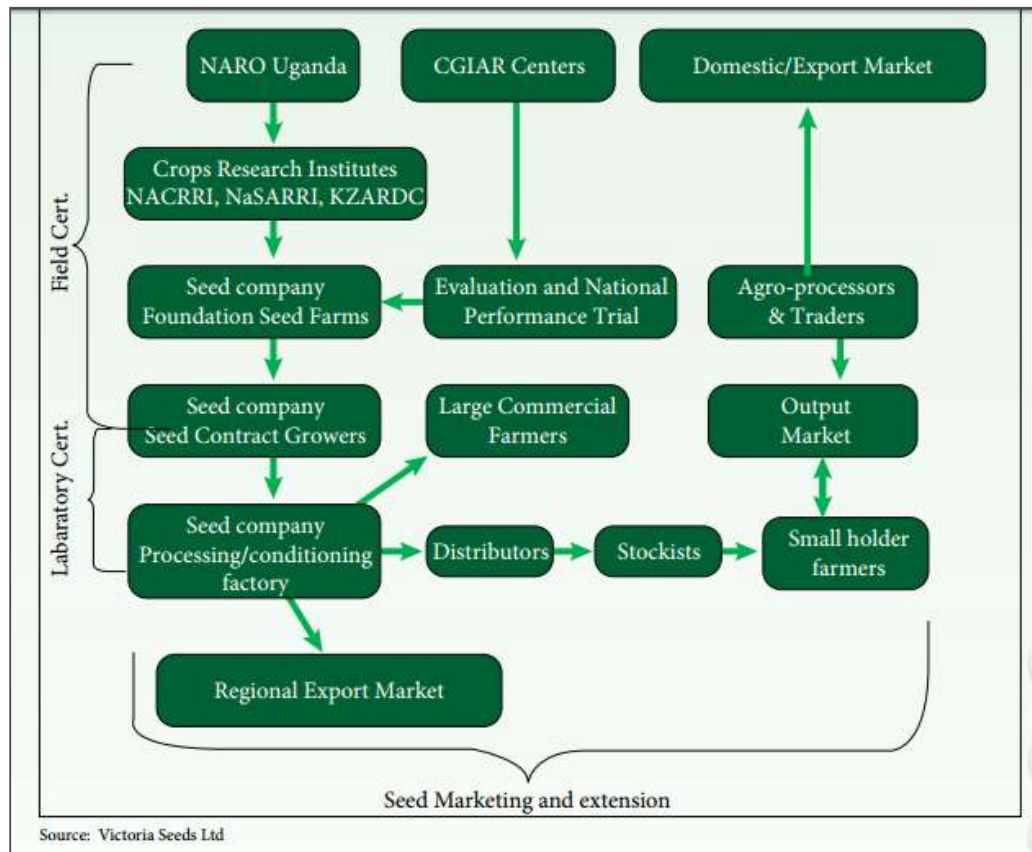 NARO Uganda
CGIAR Centers
Domestic/Export Market
Crops Research Institutes
NACRRI, NaSARRI, KZARDC
Field Cert.
Seed company
Foundation Seed Farms
Evaluation and National
Performance Trial
Agro-processors
& Traders
Seed company
Seed Contract Growers
Large Commercial
Farmers
Output
Market
Labaratory Cert.
Seed company
Processing/conditioning
factory
Distributors
Stockists
Small holder
farmers
Regional Export Market
Seed Marketing and extension
Source: Victoria Seeds Ltd